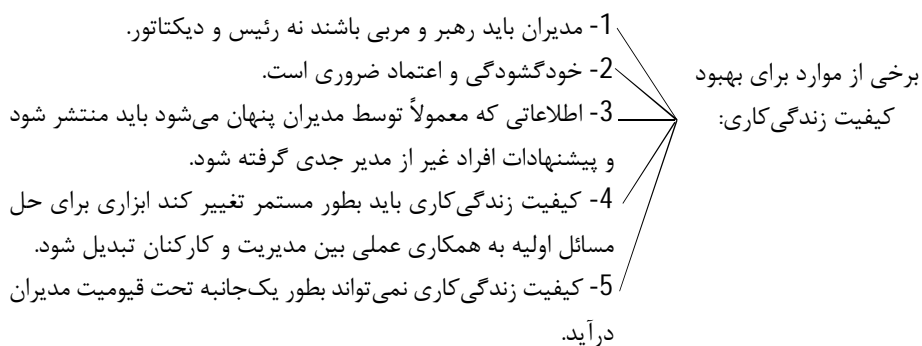 برخی از موارد برای بهبود
کیفیت زندگی‌کاری:
1- مدیران باید رهبر و مربی باشند نه رئیس و دیکتاتور.
2- خودگشودگی و اعتماد ضروری است.
3- اطلاعاتی که معمولاً توسط مدیران پنهان می‌شود باید منتشر شود
و پیشنهادات افراد غیر از مدیر جدی گرفته شود.
4- کیفیت زندگی‌کاری باید بطور مستمر تغییر کند ابزاری برای حل
مسائل اولیه به همکاری عملی بین مدیریت و کارکنان تبدیل شود.
5- کیفیت زندگی‌کاری نمی‌تواند بطور یک‌جانبه تحت قیومیت مدیران
درآید.